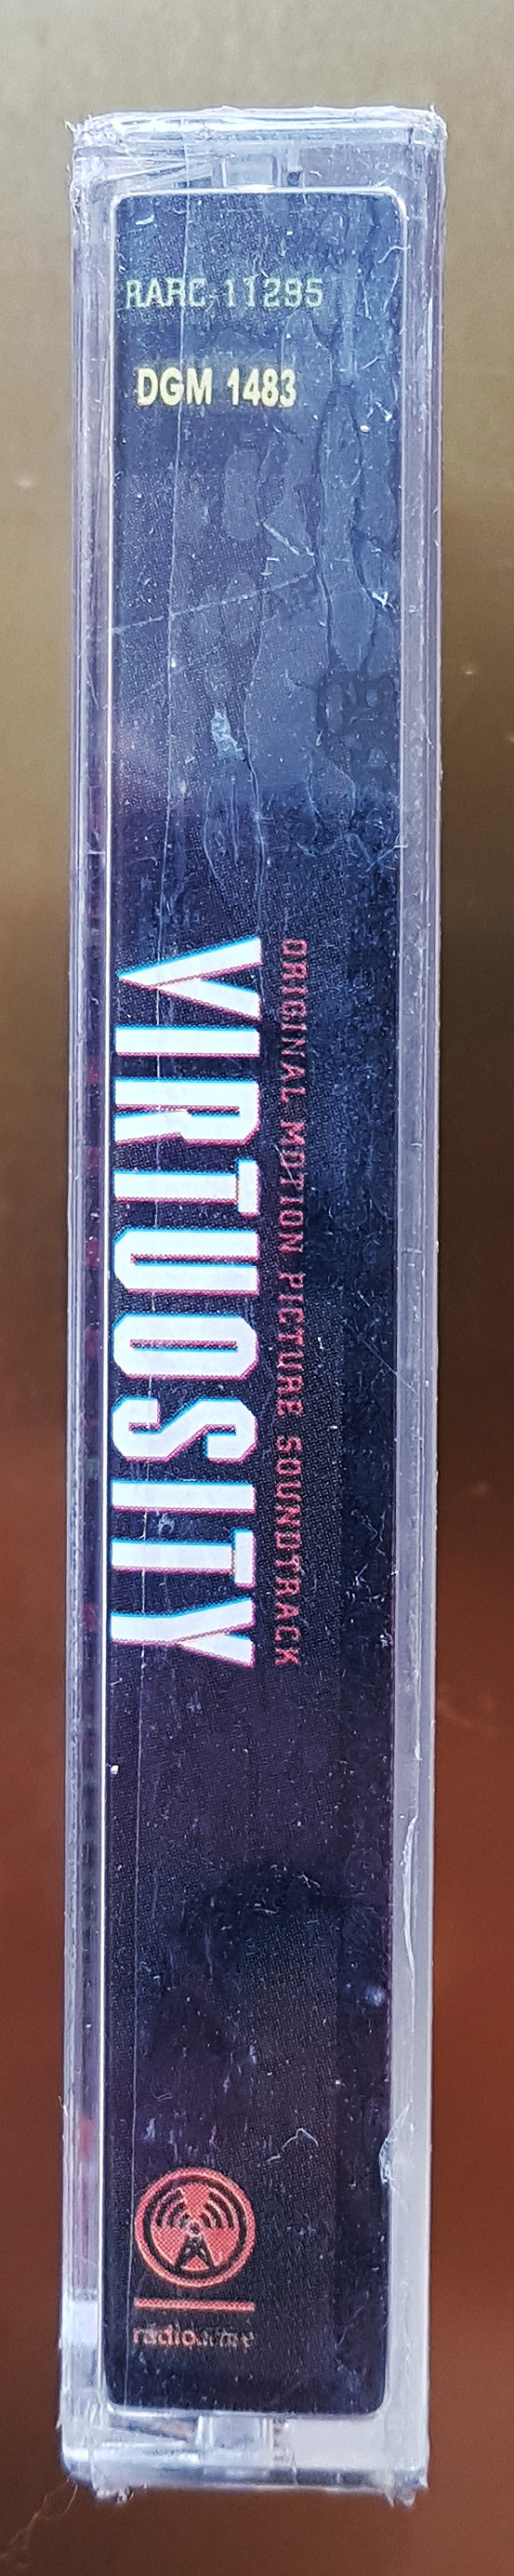 RARC-11295
DGM 1483
ORIGINAL MOTION PICTURE SOUNDTRACK
VIRTUOSITY